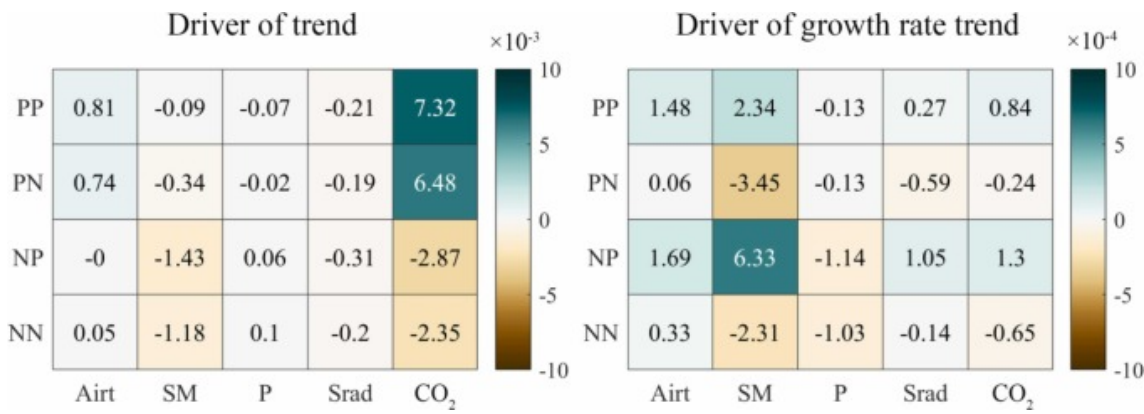 Driver of trend
×10⁻³
PP 0.81 -0.09 -0.07 -0.21 7.32
PN 0.74 -0.34 -0.02 -0.19 6.48
NP -0 -1.43 0.06 -0.31 -2.87
NN 0.05 -1.18 0.1 -0.2 -2.35
Airt SM P Srad CO₂
10
5
0
-5
-10
Driver of growth rate trend
×10⁻⁴
PP 1.48 2.34 -0.13 0.27 0.84
PN 0.06 -3.45 -0.13 -0.59 -0.24
NP 1.69 6.33 -1.14 1.05 1.3
NN 0.33 -2.31 -1.03 -0.14 -0.65
Airt SM P Srad CO₂
10
5
0
-5
-10